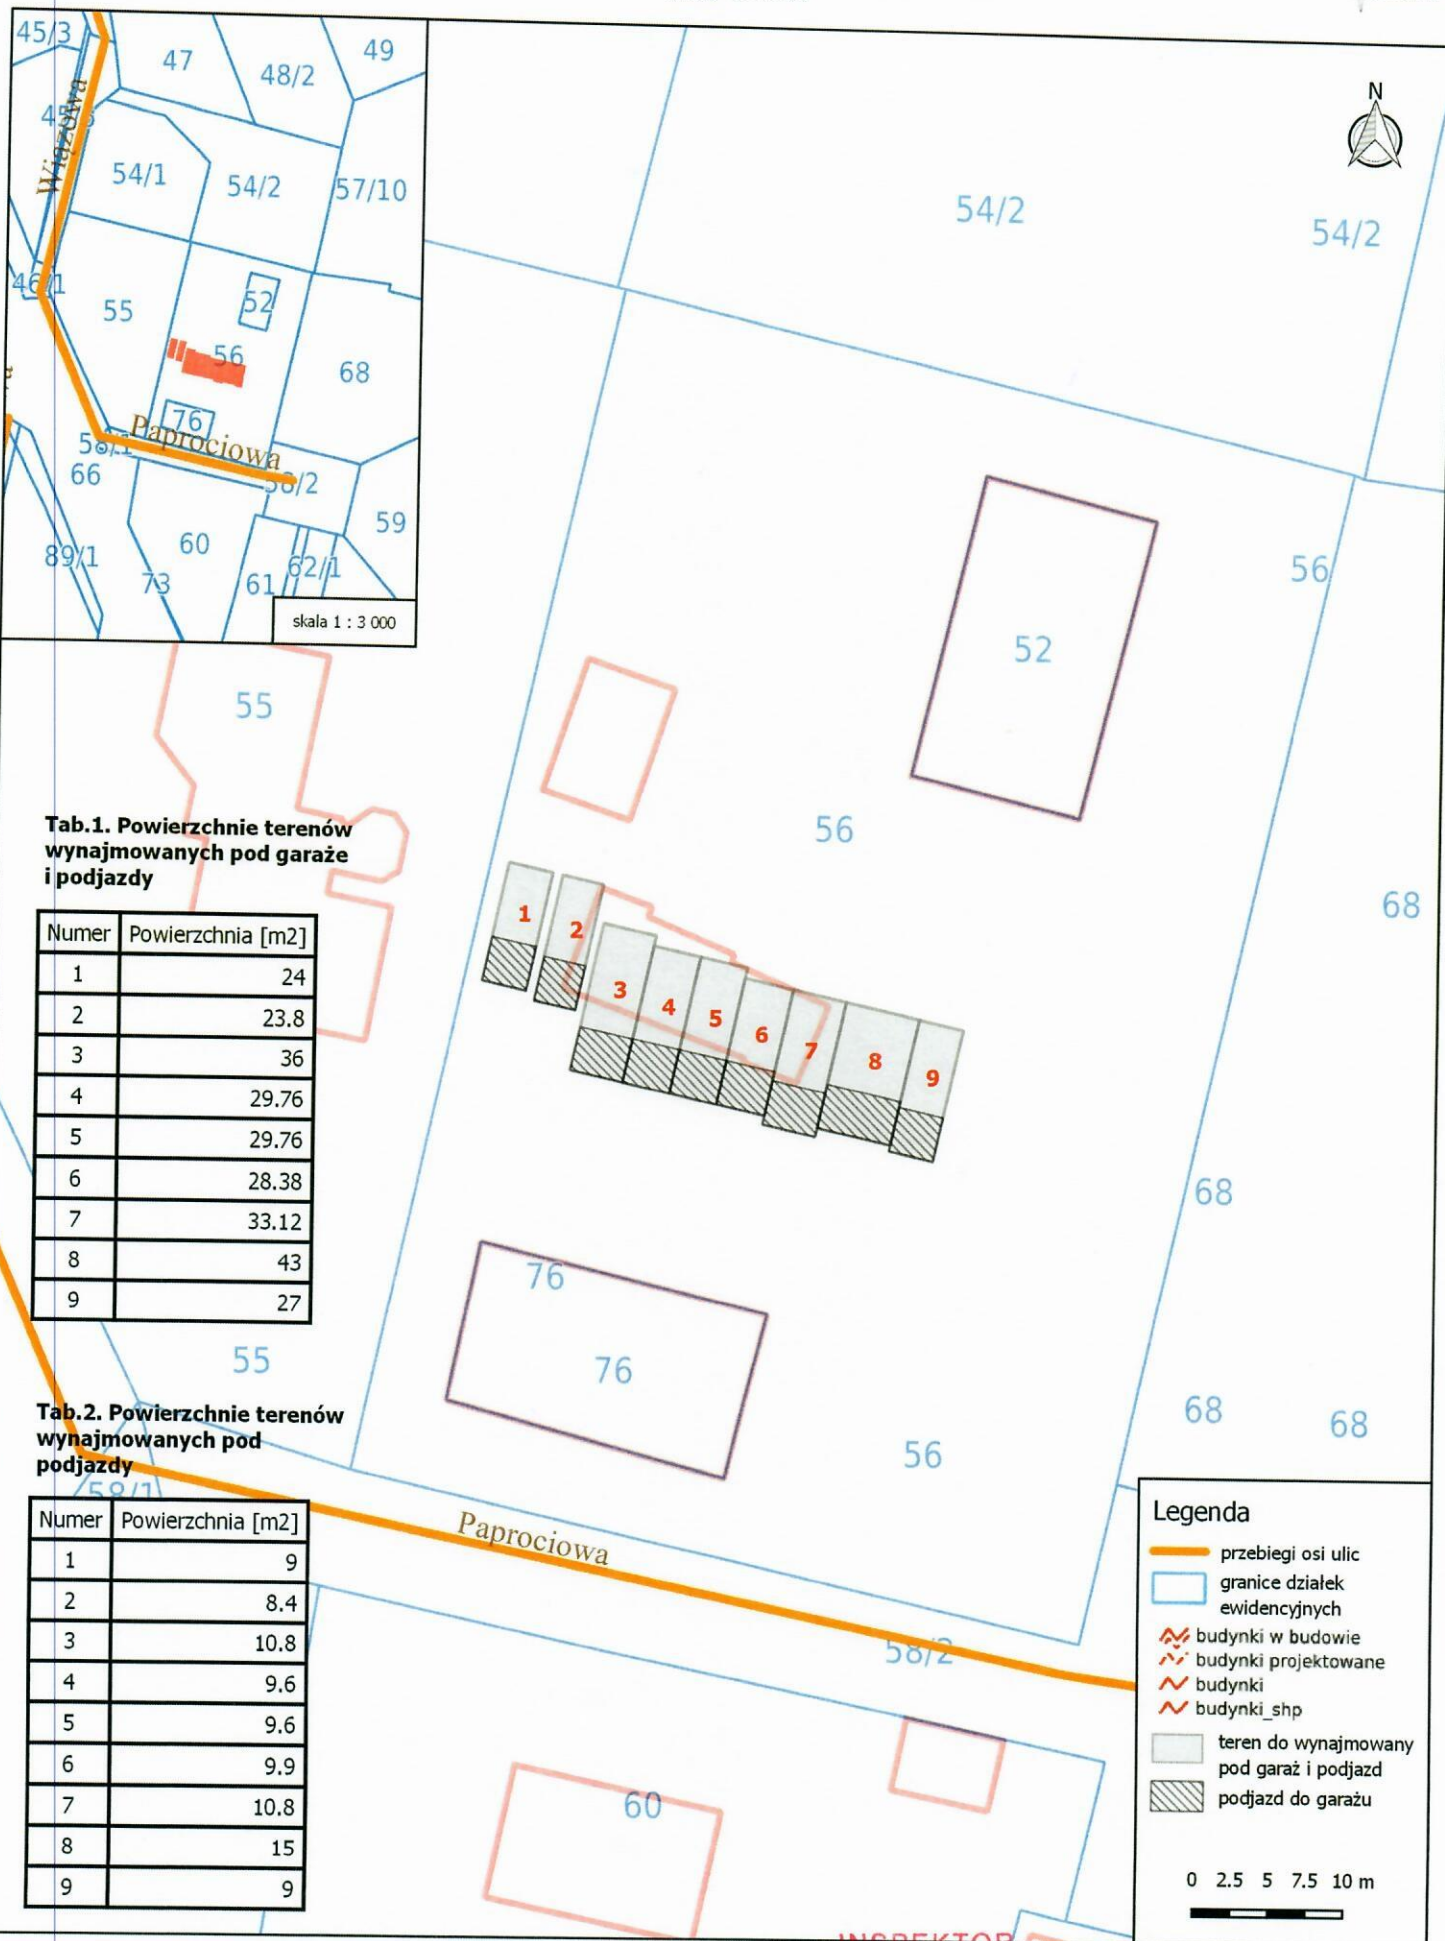 45/3
47
48/2
49
N
Wiązowa
54/1
54/2
57/10
54/2
54/2
46/1
55
52
56
68
76
Paprociowa
58/1
66
58/2
59
60
89/1
73
61
62/1
skala 1 : 3 000
56
52
55
56
68
Tab.1. Powierzchnie terenów
wynajmowanych pod garaże
i podjazdy
Numer Powierzchnia [m2]
1 24
2 23.8
3 36
4 29.76
5 29.76
6 28.38
7 33.12
8 43
9 27
1
2
3
4
5
6
7
8
9
68
76
76
55
68
68
56
Tab.2. Powierzchnie terenów
wynajmowanych pod
podjazdy
58/1
Numer Powierzchnia [m2]
1 9
2 8.4
3 10.8
4 9.6
5 9.6
6 9.9
7 10.8
8 15
9 9
Paprociowa
58/2
60
Legenda
przebiegi osi ulic
granice działek
ewidencyjnych
budynki w budowie
budynki projektowane
budynki
budynki_shp
teren do wynajmowany
pod garaż i podjazd
podjazd do garażu
0 2.5 5 7.5 10 m
INSPEKTOR